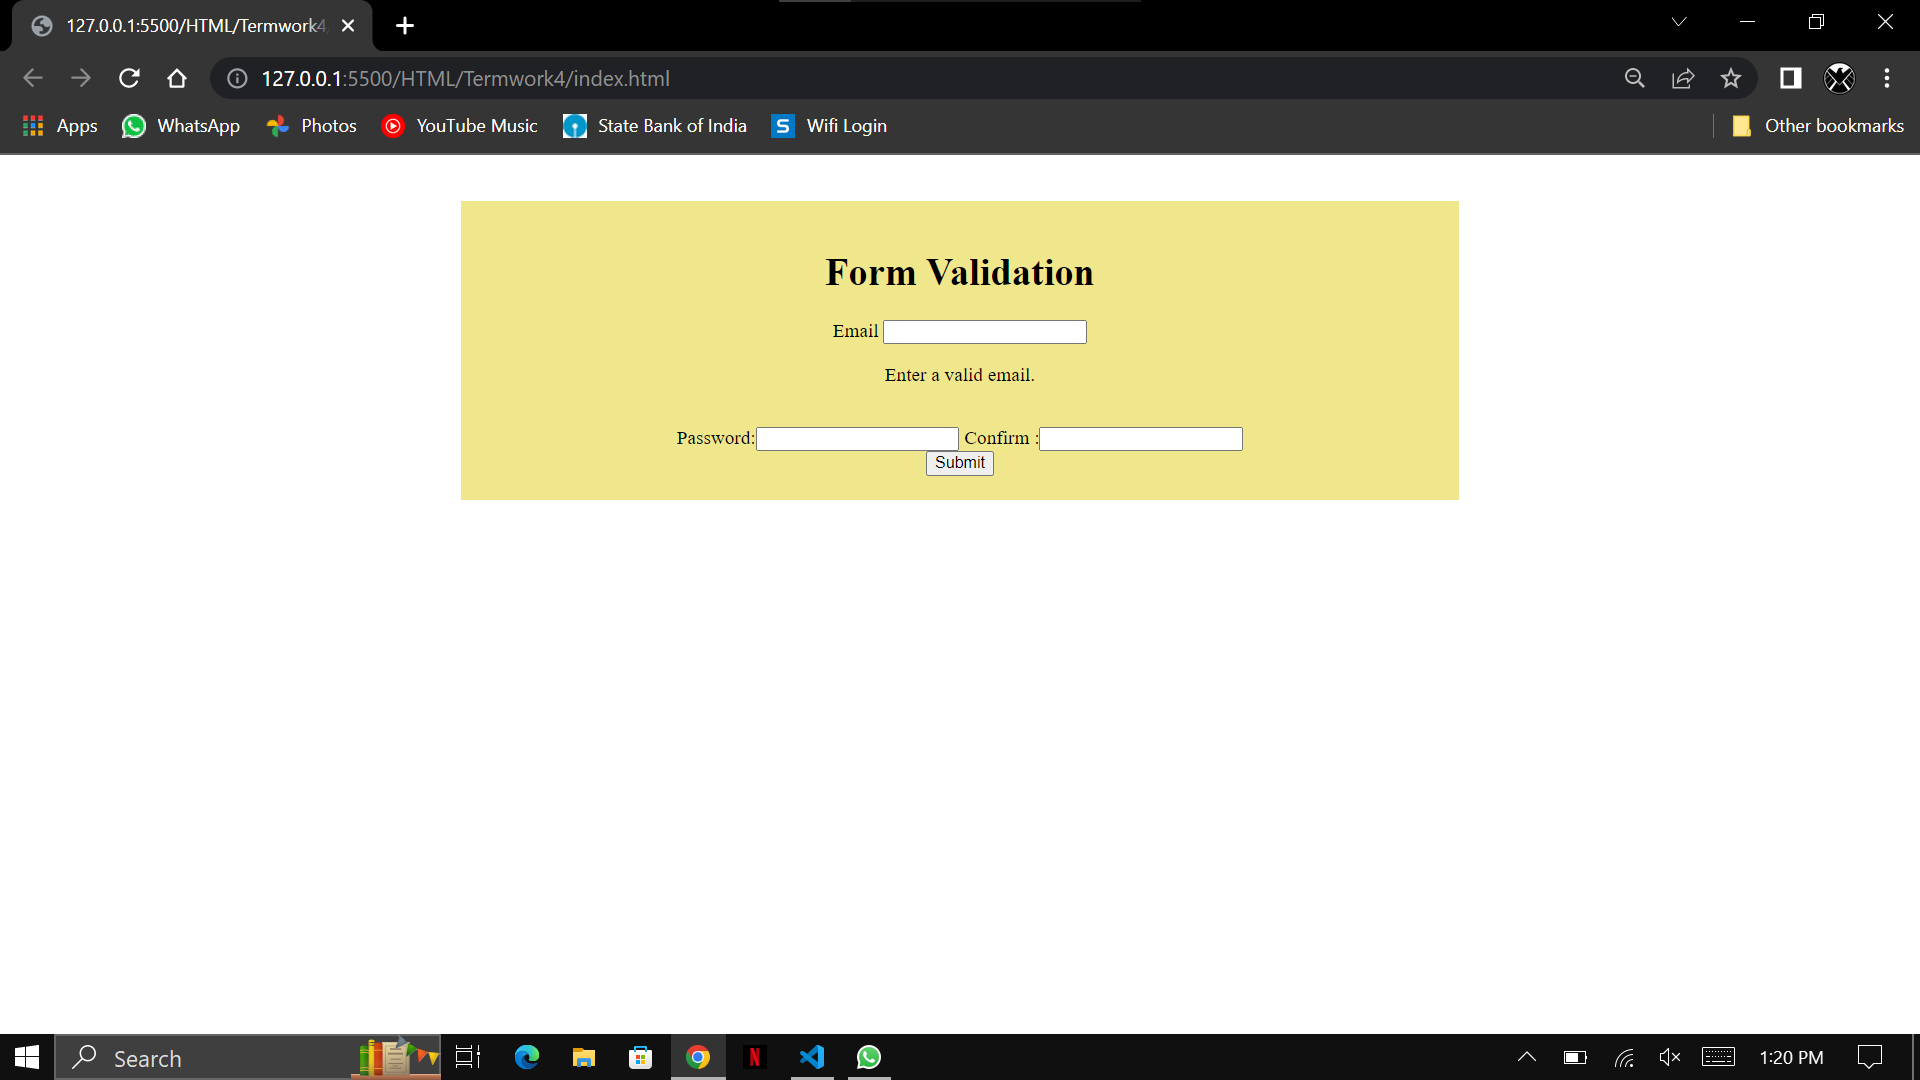 127.0.0.1:5500/HTML/Termwork4
127.0.0.1:5500/HTML/Termwork4/index.html
Apps WhatsApp Photos YouTube Music State Bank of India S Wifi Login Other bookmarks
Form Validation
Email
Enter a valid email.
Password: Confirm :
Submit
Search N 1:20 PM